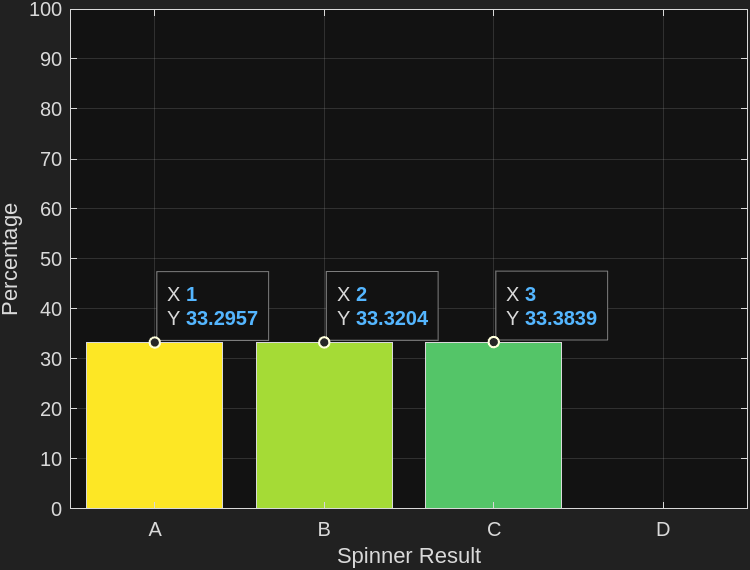 100
90
80
70
60
50
40
30
20
10
0
Percentage
X 1
Y 33.2957
X 2
Y 33.3204
X 3
Y 33.3839
A
B
C
D
Spinner Result